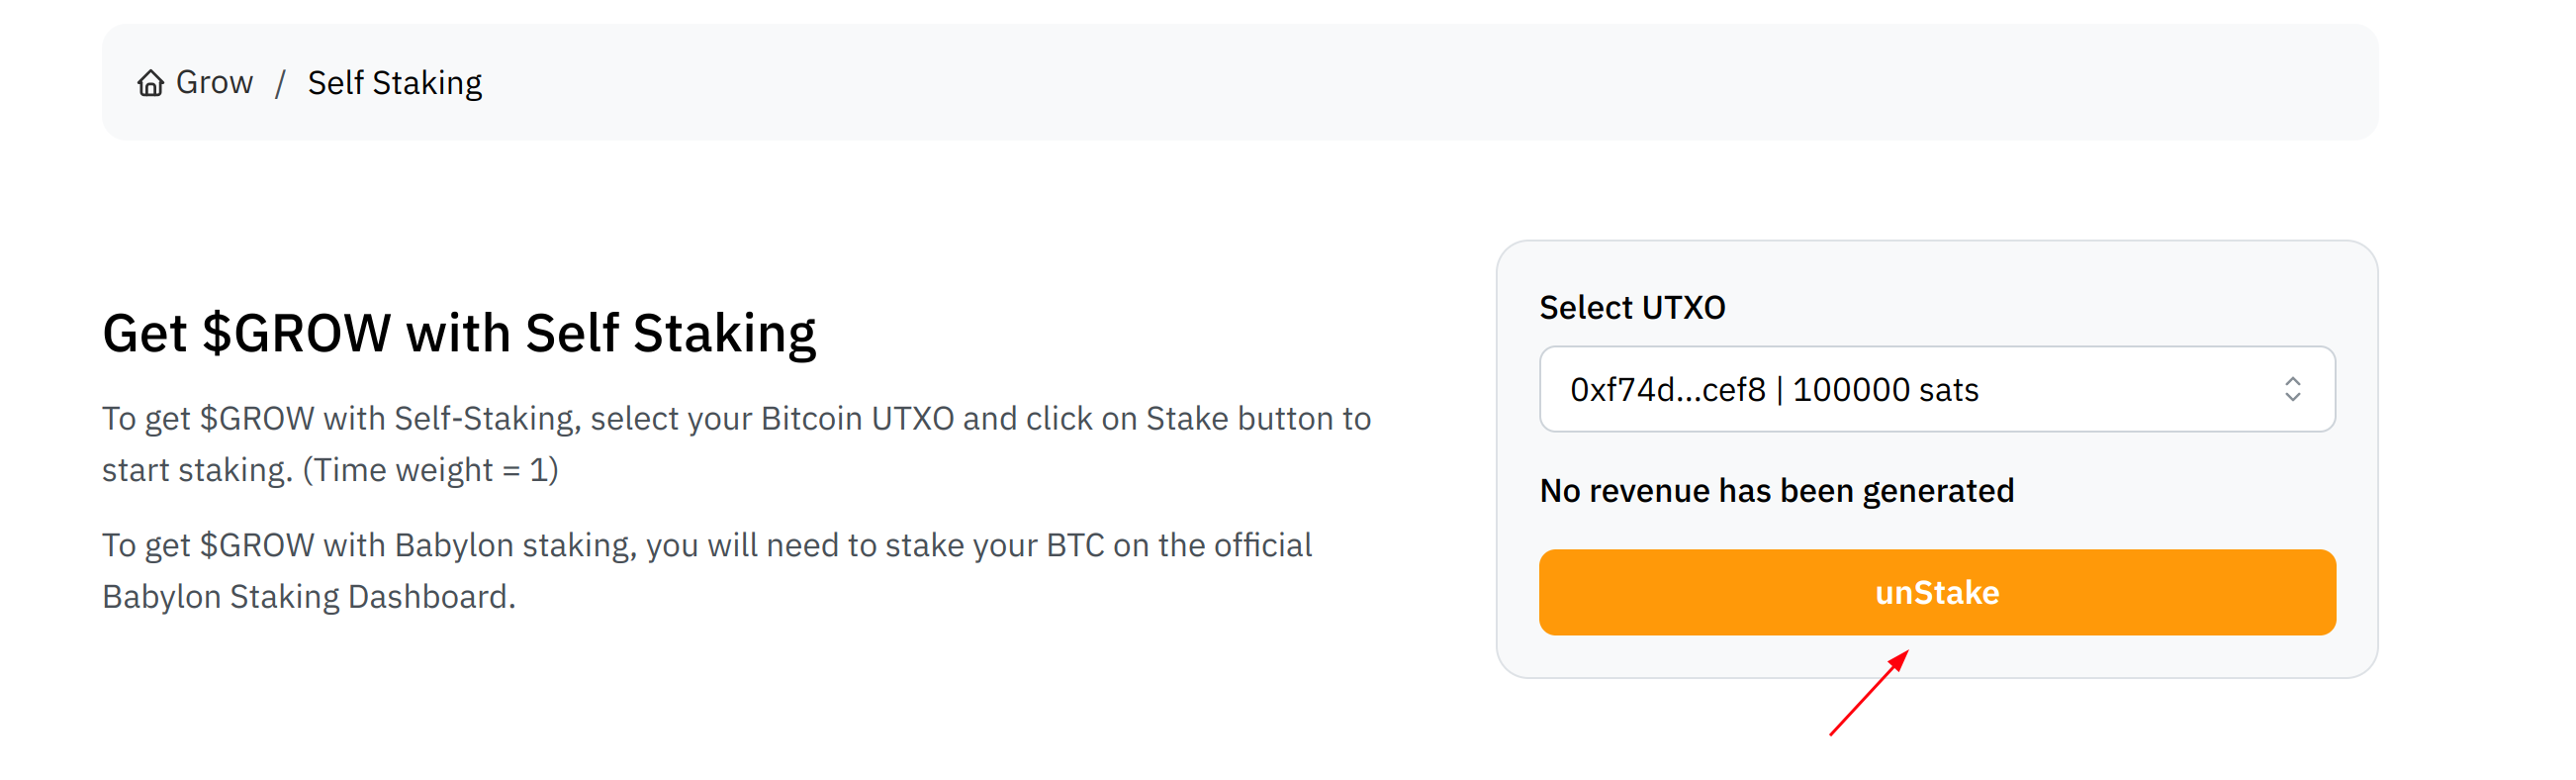 Grow / Self Staking
Get $GROW with Self Staking
To get $GROW with Self-Staking, select your Bitcoin UTXO and click on Stake button to
start staking. (Time weight = 1)
To get $GROW with Babylon staking, you will need to stake your BTC on the official
Babylon Staking Dashboard.
Select UTXO
0xf74d...cef8 | 100000 sats
No revenue has been generated
unStake